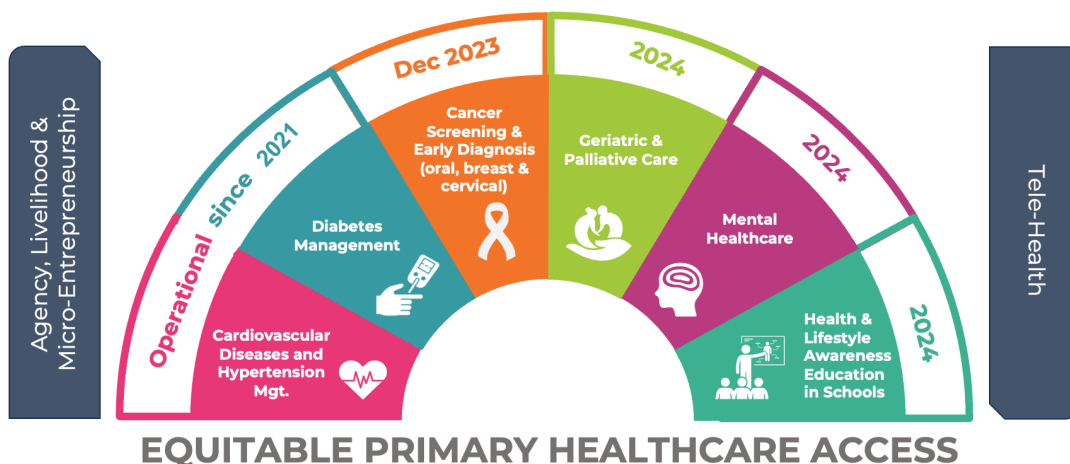 Agency, Livelihood &
Micro-Entrepreneurship
Operational since 2021
Dec 2023
2024
2024
2024
Cardiovascular
Diseases and
Hypertension
Mgt.
Diabetes
Management
Cancer
Screening &
Early Diagnosis
(oral, breast &
cervical)
Geriatric &
Palliative Care
Mental
Healthcare
Health &
Lifestyle
Awareness
Education
in Schools
Tele-Health
EQUITABLE PRIMARY HEALTHCARE ACCESS